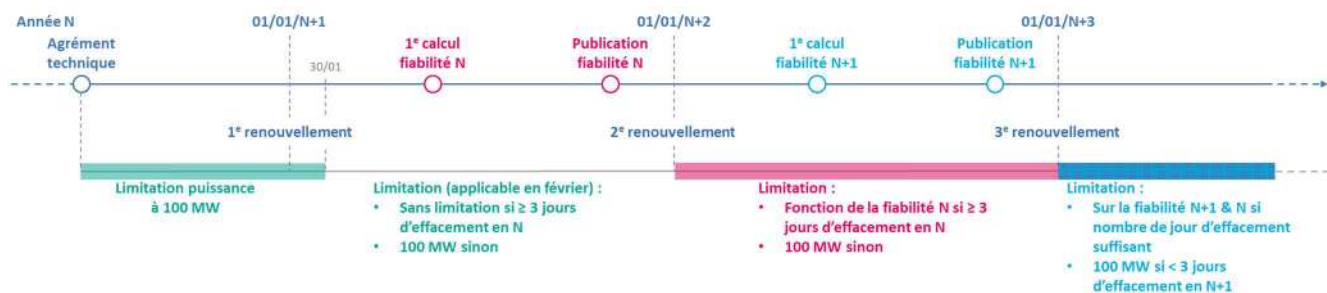 Année N
01/01/N+1
01/01/N+2
01/01/N+3
Agrément
technique
30/01
1e calcul
fiabilité N
Publication
fiabilité N
1e calcul
fiabilité N+1
Publication
fiabilité N+1
1e renouvellement
2e renouvellement
3e renouvellement
Limitation puissance
à 100 MW
Limitation (applicable en février) :
• Sans limitation si ≥ 3 jours
d'effacement en N
• 100 MW sinon
Limitation :
• Fonction de la fiabilité N si ≥ 3
jours d'effacement en N
• 100 MW sinon
Limitation :
• Sur la fiabilité N+1 & N si
nombre de jour d'effacement
suffisant
• 100 MW si < 3 jours
d'effacement en N+1